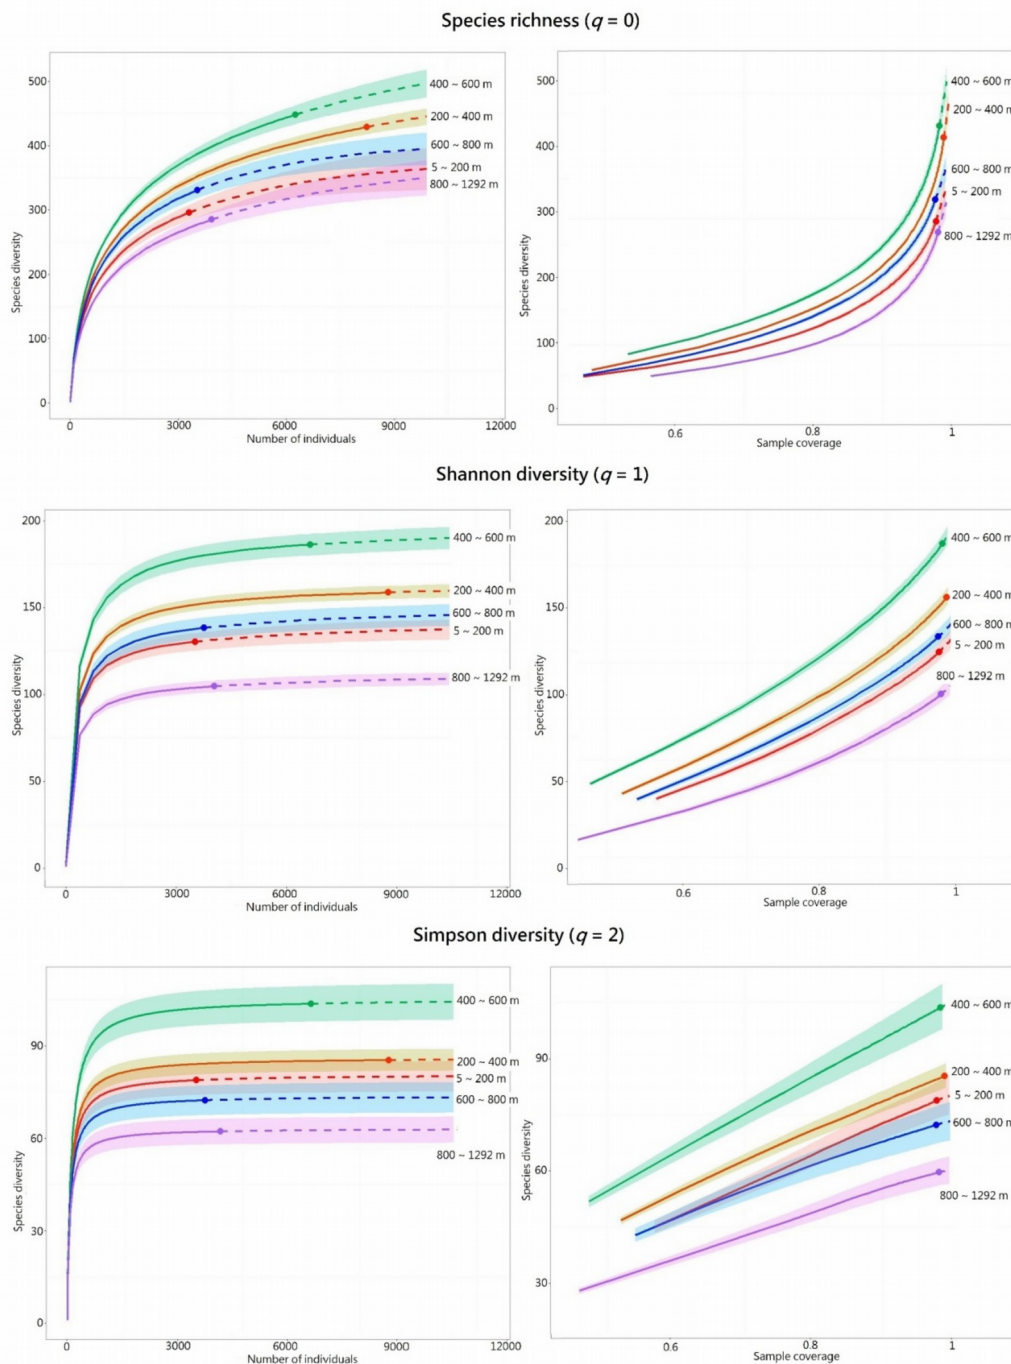 Species richness (q = 0)
500
400
300
200
100
0
Species diversity
400 ~ 600 m
200 ~ 400 m
600 ~ 800 m
5 ~ 200 m
800 ~ 1292 m
0 3000 6000 9000 12000
Number of individuals
500
400
300
200
100
0
Species diversity
400 ~ 600 m
200 ~ 400 m
600 ~ 800 m
5 ~ 200 m
800 ~ 1292 m
0.6 0.8 1
Sample coverage
Shannon diversity (q = 1)
200
150
100
50
0
Species diversity
400 ~ 600 m
200 ~ 400 m
600 ~ 800 m
5 ~ 200 m
800 ~ 1292 m
0 3000 6000 9000 12000
Number of individuals
200
150
100
50
0
Species diversity
400 ~ 600 m
200 ~ 400 m
600 ~ 800 m
5 ~ 200 m
800 ~ 1292 m
0.6 0.8 1
Sample coverage
Simpson diversity (q = 2)
90
60
30
0
Species diversity
400 ~ 600 m
200 ~ 400 m
5 ~ 200 m
600 ~ 800 m
800 ~ 1292 m
0 3000 6000 9000 12000
Number of individuals
90
60
30
Species diversity
400 ~ 600 m
200 ~ 400 m
5 ~ 200 m
600 ~ 800 m
800 ~ 1292 m
0.6 0.8 1
Sample coverage